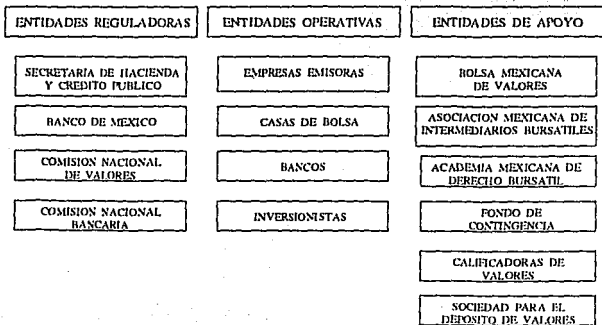 ENTIDADES REGULADORAS
SECRETARIA DE HACIENDA
Y CREDITO PUBLICO
BANCO DE MEXICO
COMISION NACIONAL
DE VALORES
COMISION NACIONAL
BANCARIA
ENTIDADES OPERATIVAS
EMPRESAS EMISORAS
CASAS DE BOLSA
BANCOS
INVERSIONISTAS
ENTIDADES DE APOYO
BOLSA MEXICANA
DE VALORES
ASOCIACION MEXICANA DE
INTERMEDIARIOS BURSATILES
ACADEMIA MEXICANA DE
DERECHO BURSATIL
FONDO DE
CONTINGENCIA
CALIFICADORAS DE
VALORES
SOCIEDAD PARA EL
DEPOSITO DE VALORES